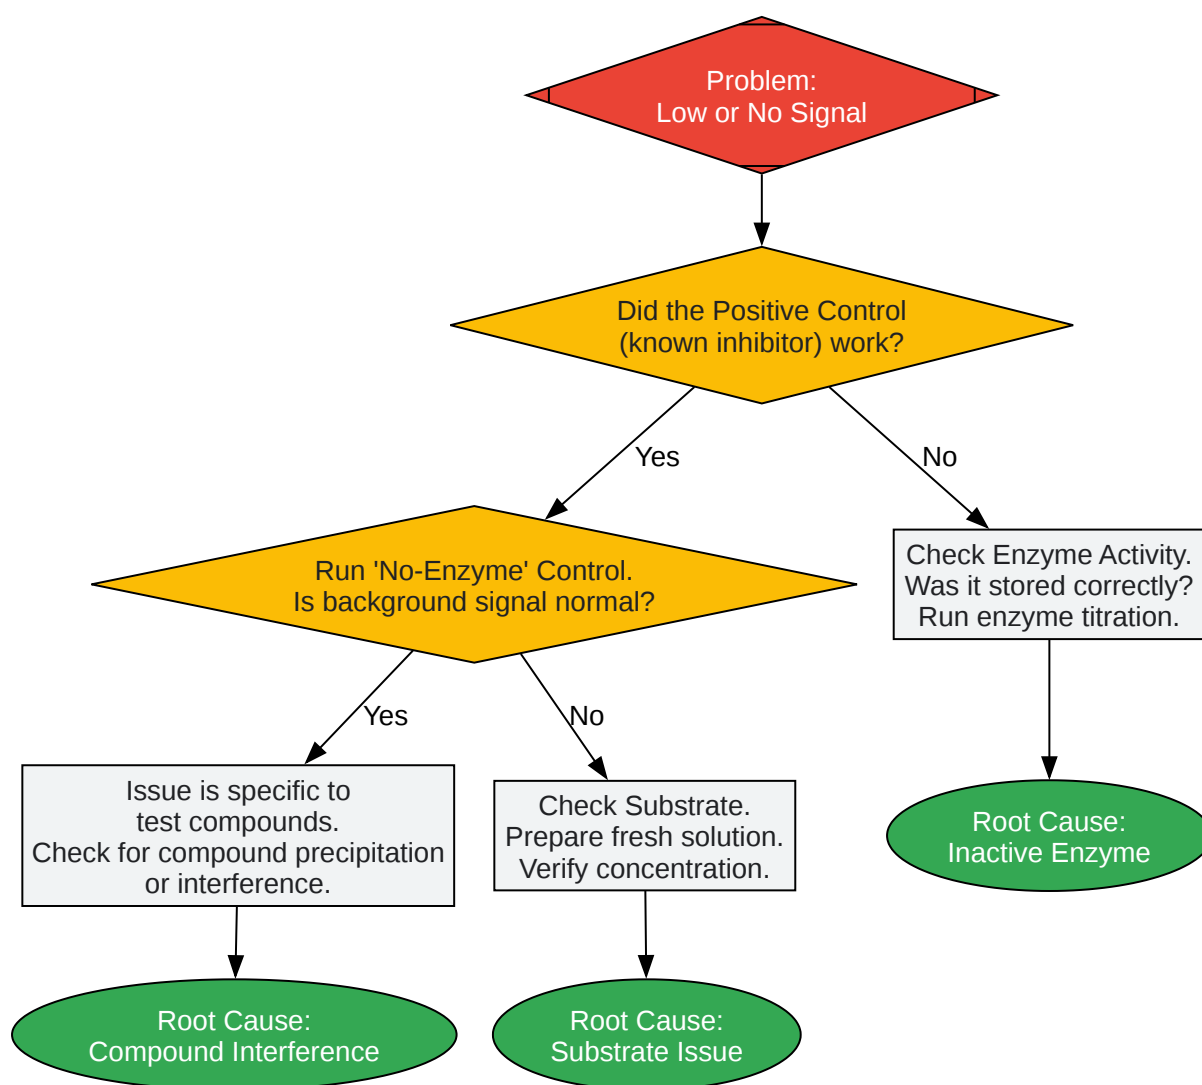 Problem:
Low or No Signal
Did the Positive Control
(known inhibitor) work?
Yes
No
Run 'No-Enzyme' Control.
Is background signal normal?
Check Enzyme Activity.
Was it stored correctly?
Run enzyme titration.
Yes
No
Issue is specific to
test compounds.
Check for compound precipitation
or interference.
Check Substrate.
Prepare fresh solution.
Verify concentration.
Root Cause:
Inactive Enzyme
Root Cause:
Compound Interference
Root Cause:
Substrate Issue